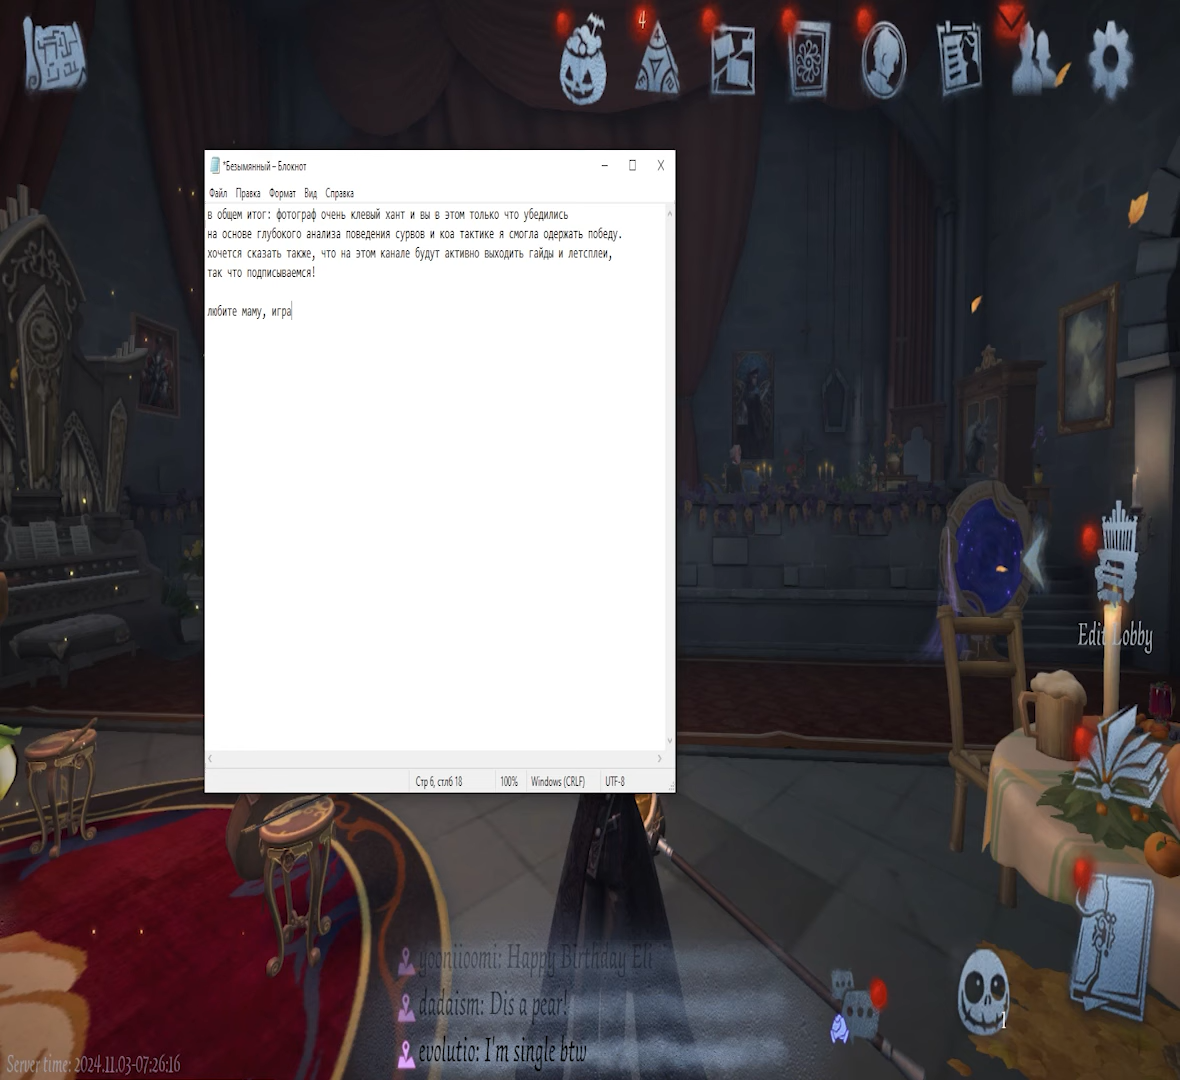 4
*Безымянный – Блокнот
Файл Правка Формат Вид Справка
в общем итог: фотограф очень клевый хант и вы в этом только что убедились
на основе глубокого анализа поведения сурвов и коа тактике я смогла одержать победу.
хочется сказать также, что на этом канале будут активно выходить гайды и летсплеи,
так что подписываемся!
любите маму, игра
Стр 6, стлб 18 100% Windows (CRLF) UTF-8
Edit Lobby
yooniicomi: Happy Birthday Eli
dadaism: Dis a pear!
evolutio: I'm single btw
1
Server time: 2024.11.03-07:26:16